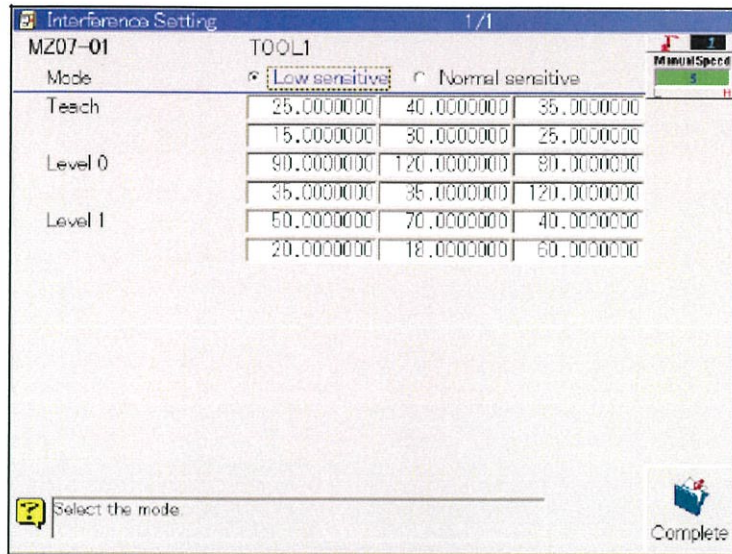 Interference Setting 1/1
MZ07-01 TOOL1
1
Manual Speed
5
L H
Mode Low sensitive Normal sensitive
Teach 25.0000000 40.0000000 35.0000000
15.0000000 30.0000000 25.0000000
Level 0 90.0000000 120.0000000 80.0000000
35.0000000 35.0000000 120.0000000
Level 1 50.0000000 70.0000000 40.0000000
20.0000000 18.0000000 60.0000000
Select the mode.
Complete